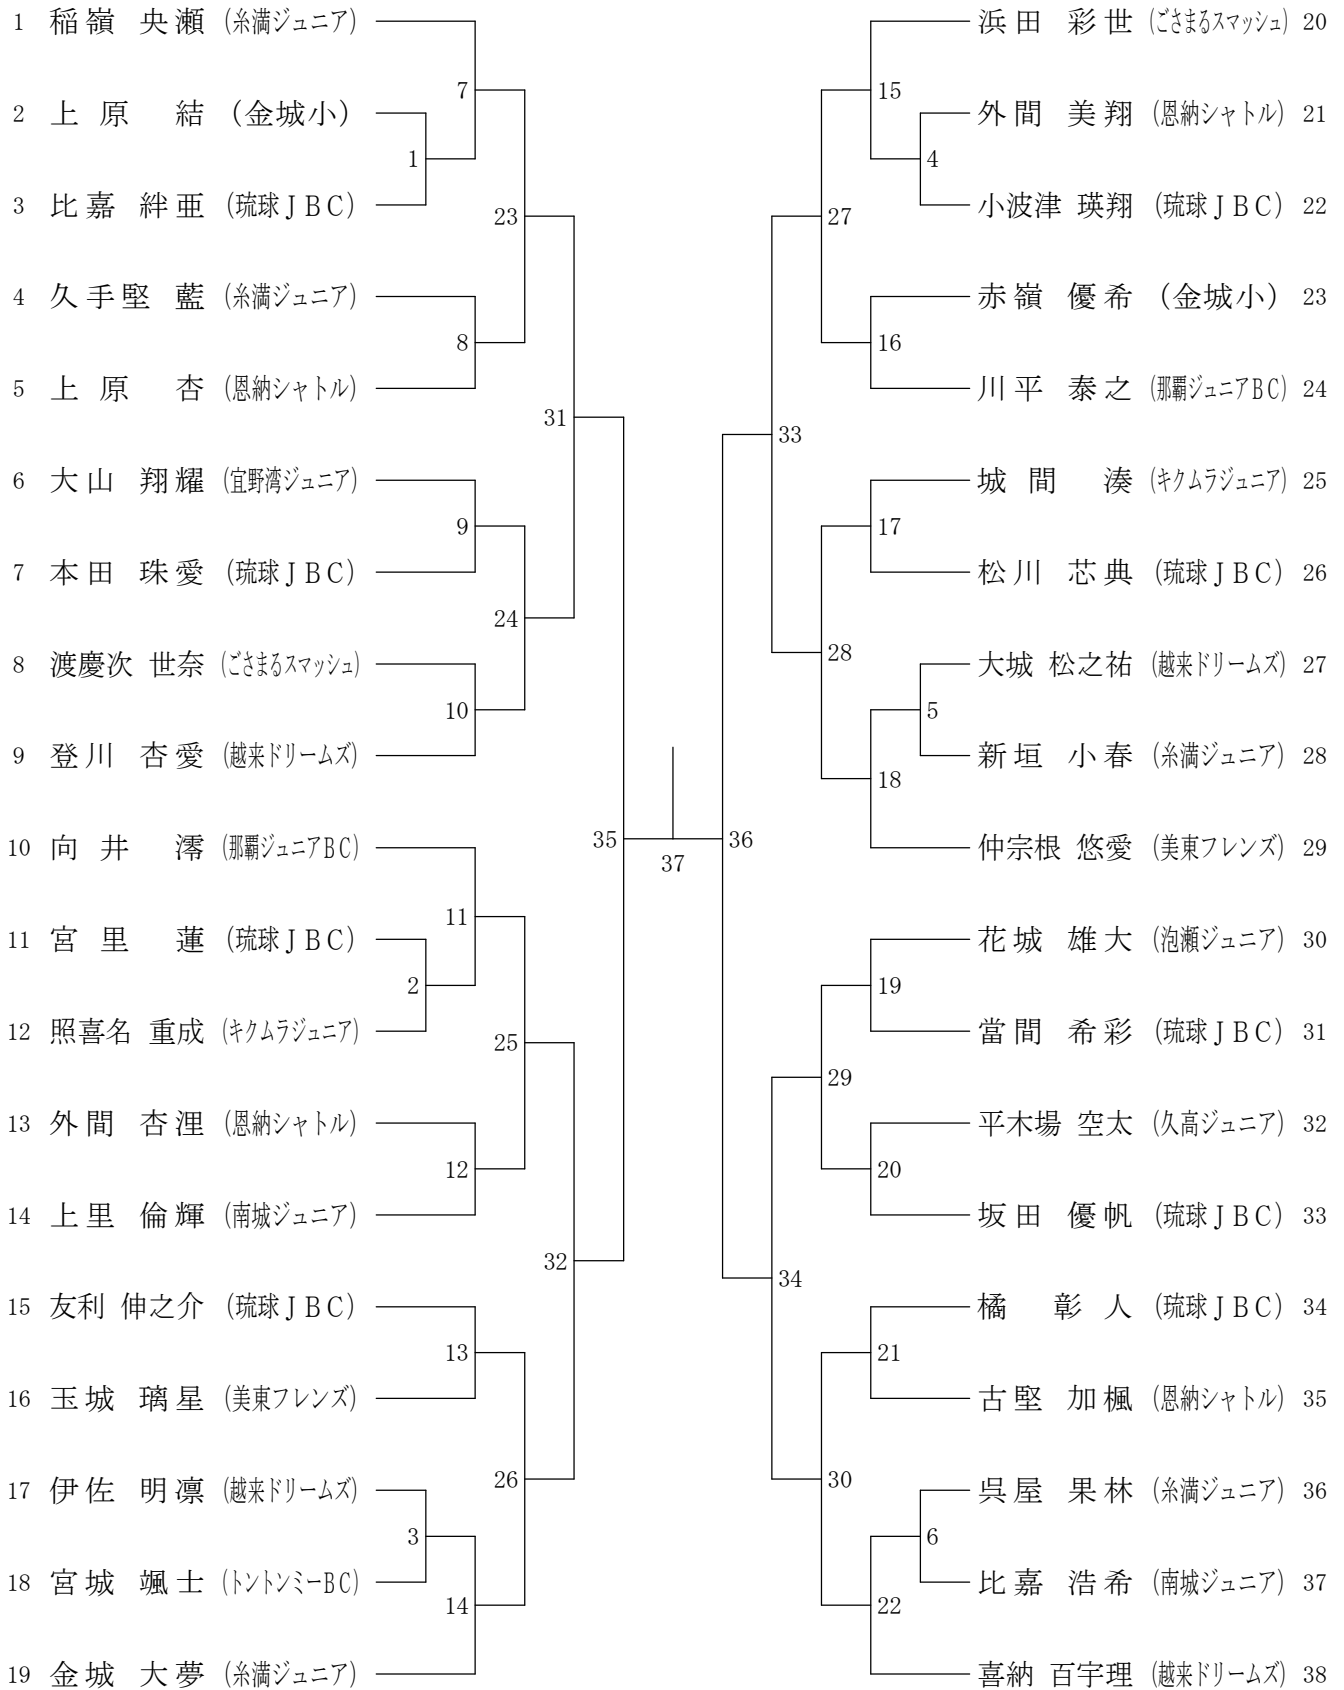 1 稲嶺 央瀬 (糸満ジュニア)
2 上原 結 (金城小)
3 比嘉 絆亜 (琉球JBC)
4 久手堅 藍 (糸満ジュニア)
5 上原 杏 (恩納シャトル)
6 大山 翔耀 (宜野湾ジュニア)
7 本田 珠愛 (琉球JBC)
8 渡慶次 世奈 (ごさまるスマッシュ)
9 登川 杏愛 (越来ドリームズ)
10 向井 澪 (那覇ジュニアBC)
11 宮里 蓮 (琉球JBC)
12 照喜名 重成 (キクムラジュニア)
13 外間 杏浬 (恩納シャトル)
14 上里 倫輝 (南城ジュニア)
15 友利 伸之介 (琉球JBC)
16 玉城 璃星 (美東フレンズ)
17 伊佐 明凛 (越来ドリームズ)
18 宮城 颯士 (トントンミーBC)
19 金城 大夢 (糸満ジュニア)
1
2
3
7
8
9
10
11
12
13
14
23
24
25
26
31
32
35
37
36
33
34
27
28
29
30
15
16
17
18
19
20
21
22
4
5
6
浜田 彩世 (ごさまるスマッシュ) 20
外間 美翔 (恩納シャトル) 21
小波津 瑛翔 (琉球JBC) 22
赤嶺 優希 (金城小) 23
川平 泰之 (那覇ジュニアBC) 24
城間 湊 (キクムラジュニア) 25
松川 芯典 (琉球JBC) 26
大城 松之祐 (越来ドリームズ) 27
新垣 小春 (糸満ジュニア) 28
仲宗根 悠愛 (美東フレンズ) 29
花城 雄大 (泡瀬ジュニア) 30
當間 希彩 (琉球JBC) 31
平木場 空太 (久高ジュニア) 32
坂田 優帆 (琉球JBC) 33
橘 彰人 (琉球JBC) 34
古堅 加楓 (恩納シャトル) 35
呉屋 果林 (糸満ジュニア) 36
比嘉 浩希 (南城ジュニア) 37
喜納 百宇理 (越来ドリームズ) 38